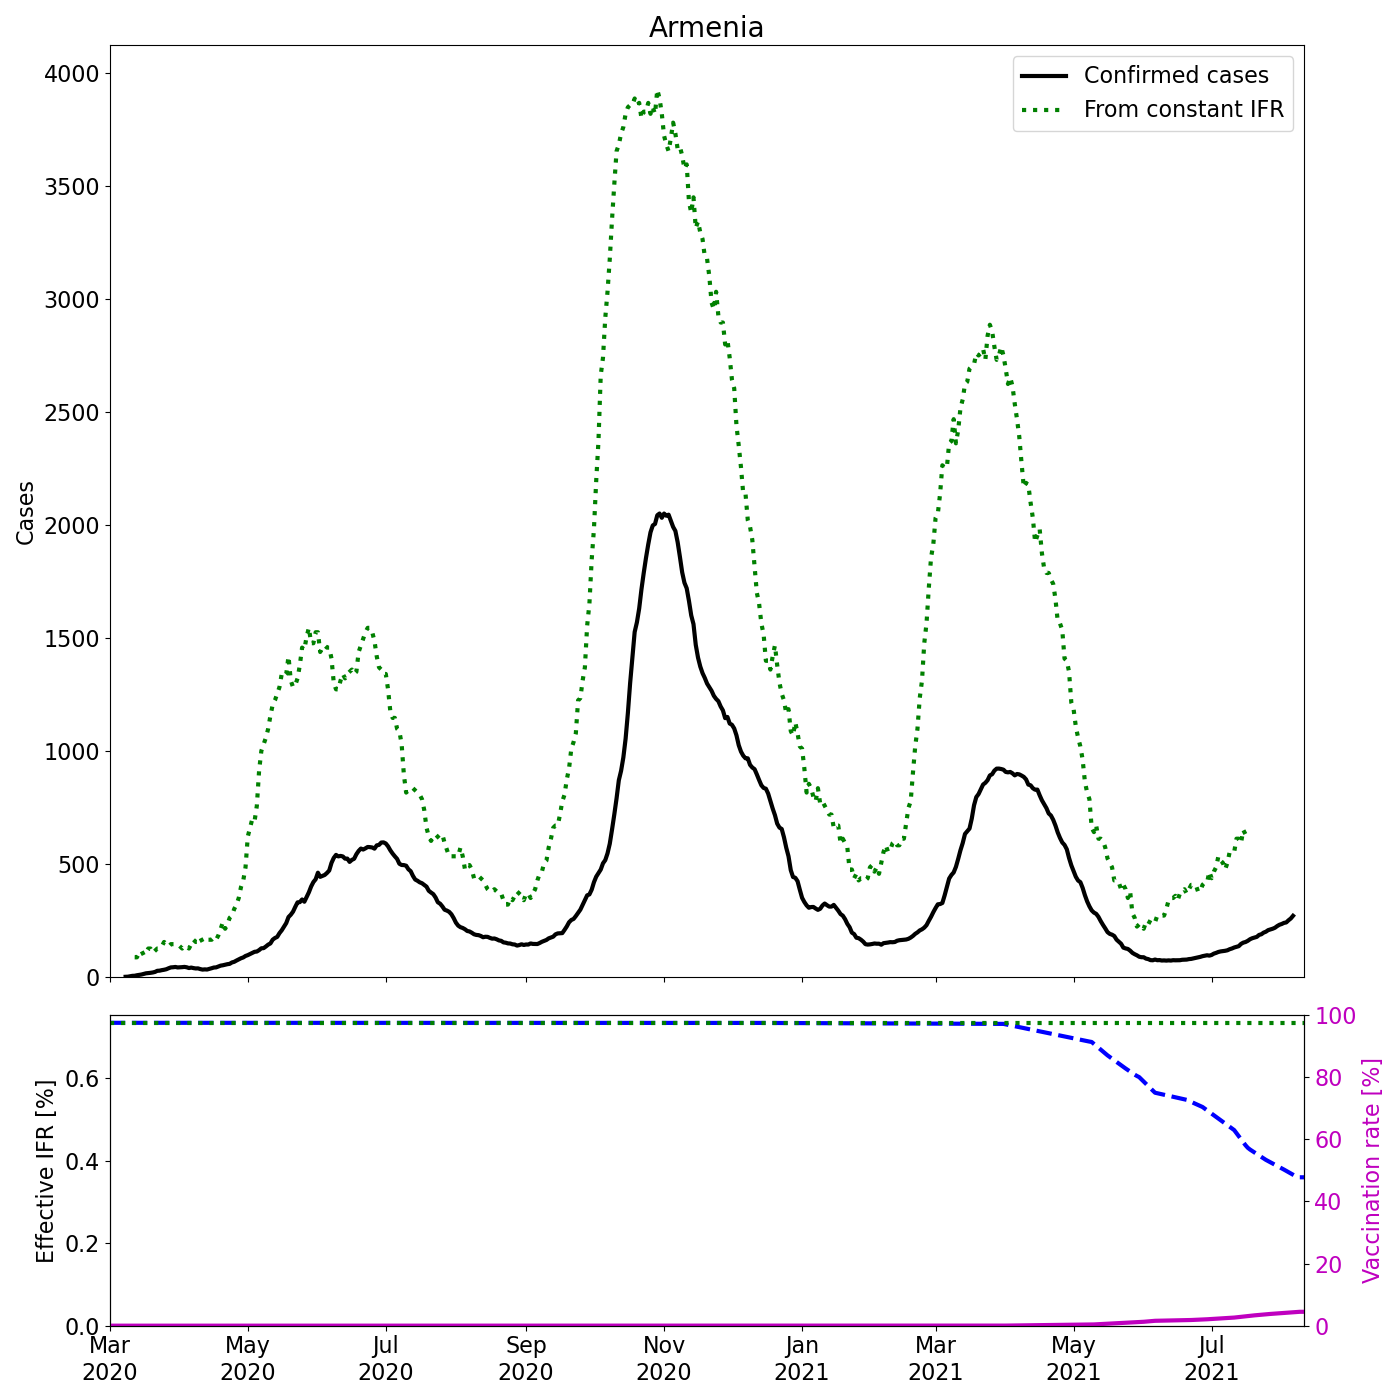 Armenia
Confirmed cases
From constant IFR
Cases
4000
3500
3000
2500
2000
1500
1000
500
0
Effective IFR [%]
0.6
0.4
0.2
0.0
Vaccination rate [%]
100
80
60
40
20
0
Mar May Jul Sep Nov Jan Mar May Jul
2020 2020 2020 2020 2020 2021 2021 2021 2021